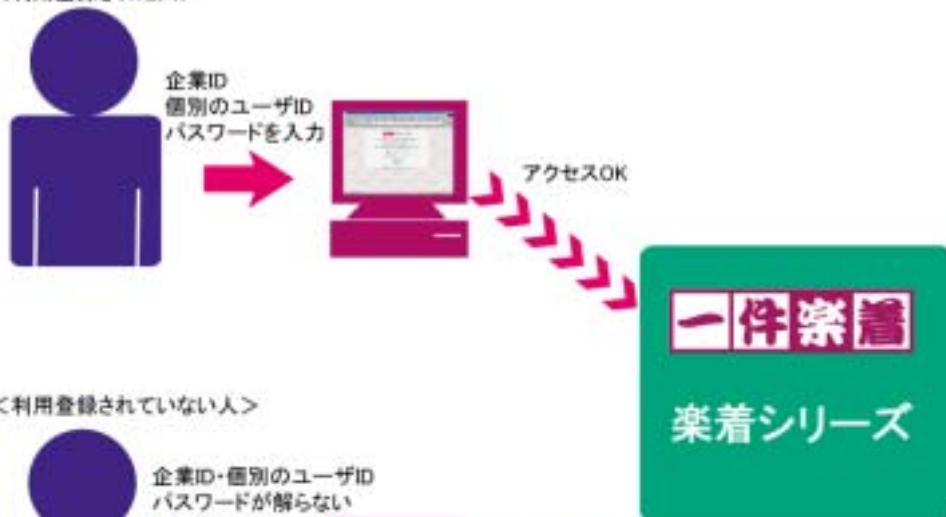 企業ID
個別のユーザID
パスワードを入力
アクセスOK
一件楽着
楽着シリーズ
<利用登録されていない人>
企業ID・個別のユーザID
パスワードが解らない